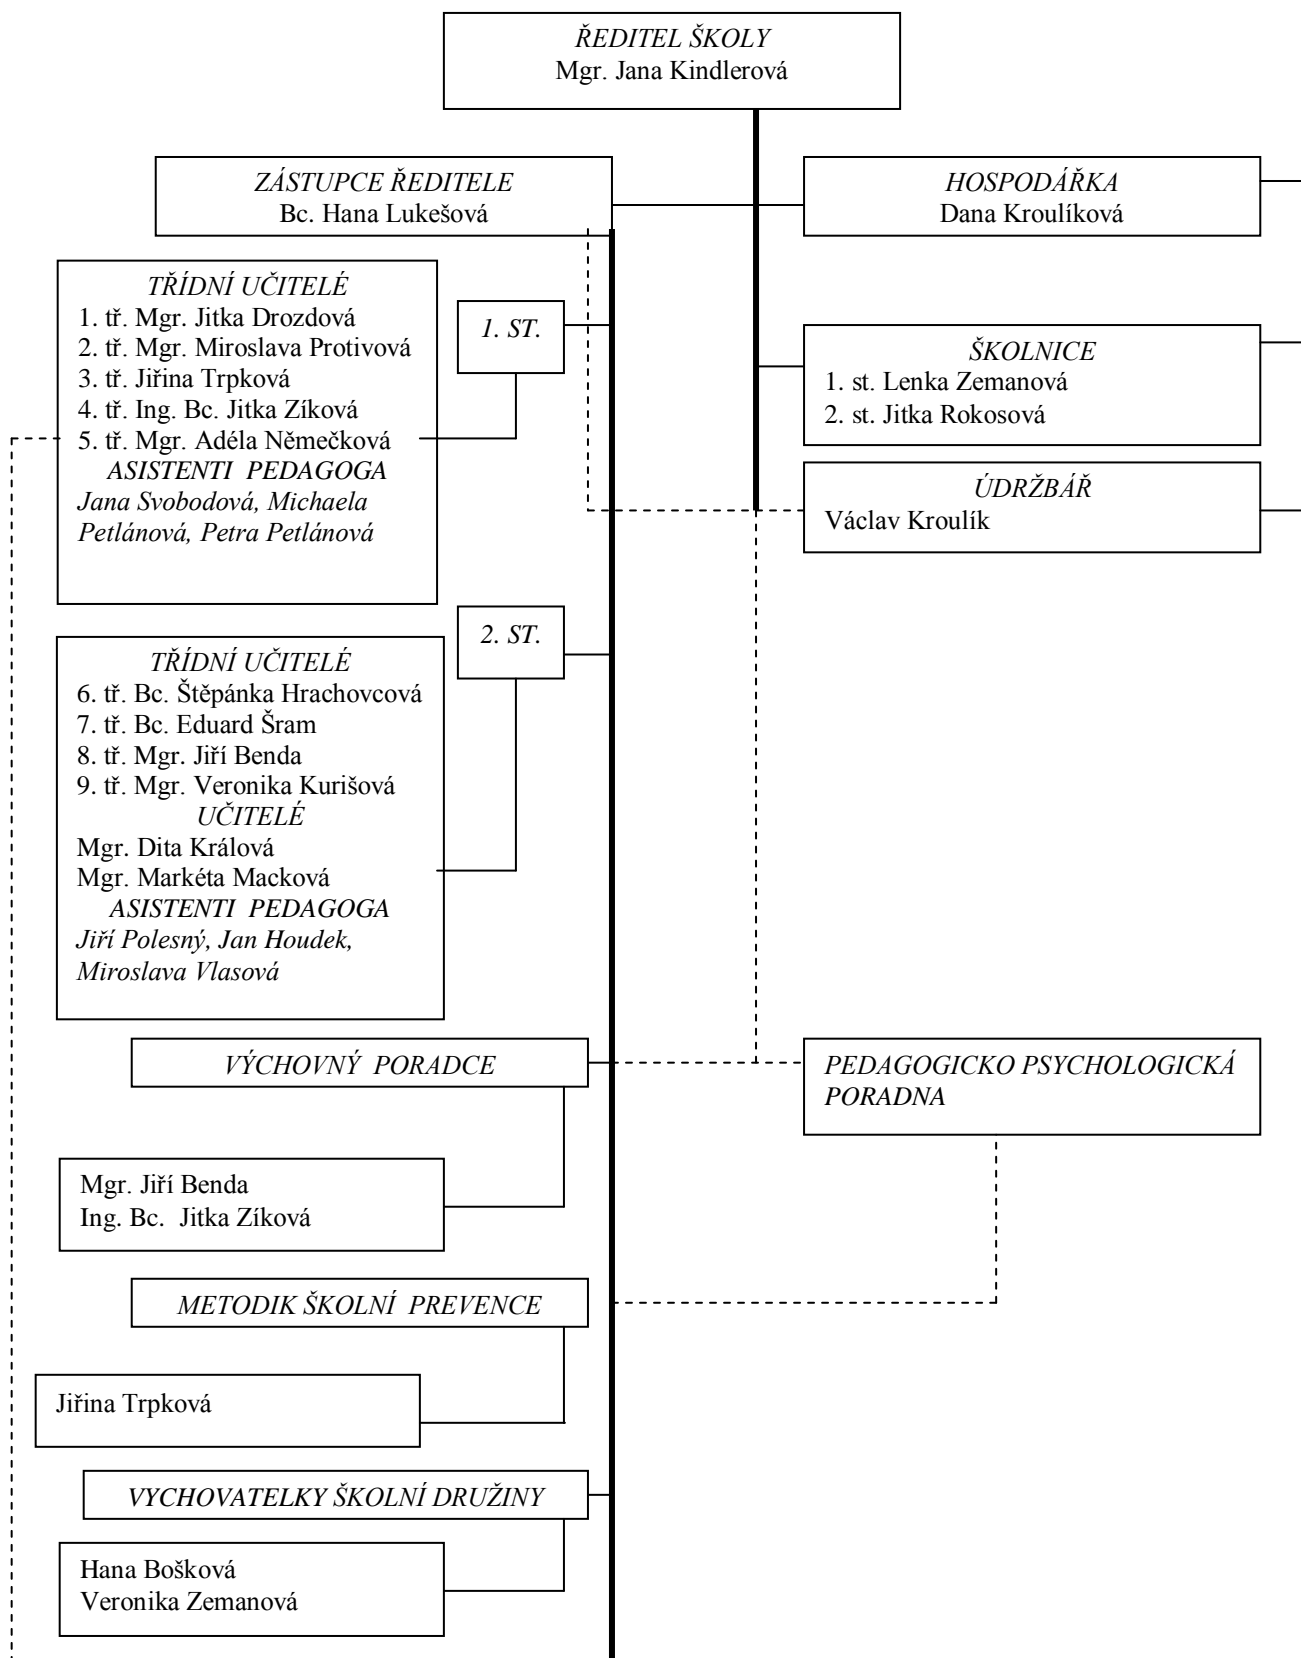 ŘEDITEL ŠKOLY
Mgr. Jana Kindlerová
ZÁSTUPCE ŘEDITELE
Bc. Hana Lukešová
HOSPODÁŘKA
Dana Kroulíková
TŘÍDNÍ UČITELÉ
1. tř. Mgr. Jitka Drozdová
2. tř. Mgr. Miroslava Protivová
3. tř. Jiřina Trpková
4. tř. Ing. Bc. Jitka Zíková
5. tř. Mgr. Adéla Němečková
ASISTENTI PEDAGOGA
Jana Svobodová, Michaela
Petlánová, Petra Petlánová
1. ST.
ŠKOLNICE
1. st. Lenka Zemanová
2. st. Jitka Rokosová
ÚDRŽBÁŘ
Václav Kroulík
2. ST.
TŘÍDNÍ UČITELÉ
6. tř. Bc. Štěpánka Hrachovcová
7. tř. Bc. Eduard Šram
8. tř. Mgr. Jiří Benda
9. tř. Mgr. Veronika Kurišová
UČITELÉ
Mgr. Dita Králová
Mgr. Markéta Macková
ASISTENTI PEDAGOGA
Jiří Polesný, Jan Houdek,
Miroslava Vlasová
VÝCHOVNÝ PORADCE
PEDAGOGICKO PSYCHOLOGICKÁ
PORADNA
Mgr. Jiří Benda
Ing. Bc. Jitka Zíková
METODIK ŠKOLNÍ PREVENCE
Jiřina Trpková
VYCHOVATELKY ŠKOLNÍ DRUŽINY
Hana Bošková
Veronika Zemanová